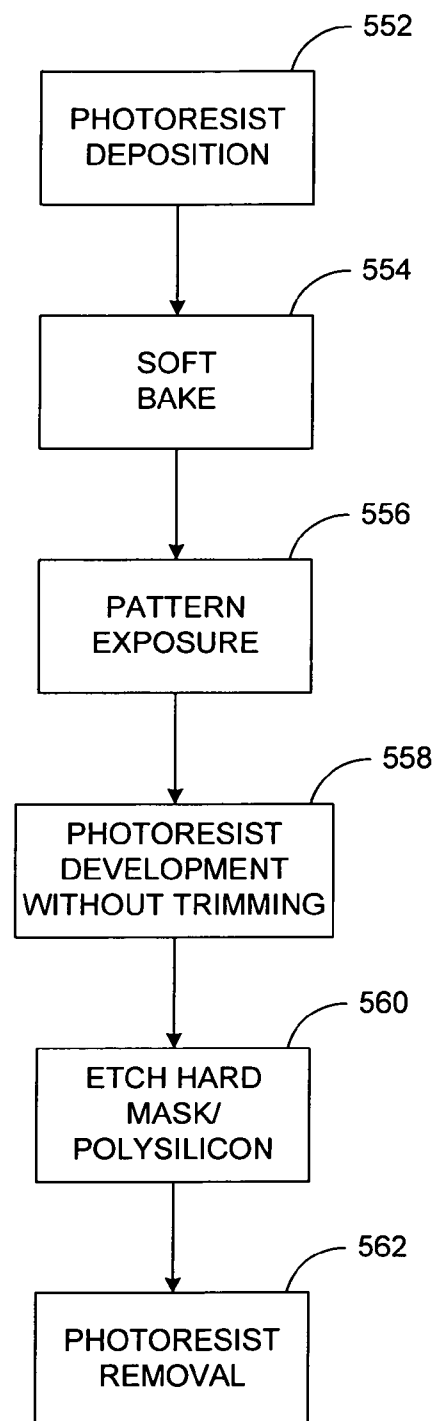 552
PHOTORESIST
DEPOSITION
554
SOFT
BAKE
556
PATTERN
EXPOSURE
558
PHOTORESIST
DEVELOPMENT
WITHOUT TRIMMING
560
ETCH HARD
MASK/
POLYSILICON
562
PHOTORESIST
REMOVAL